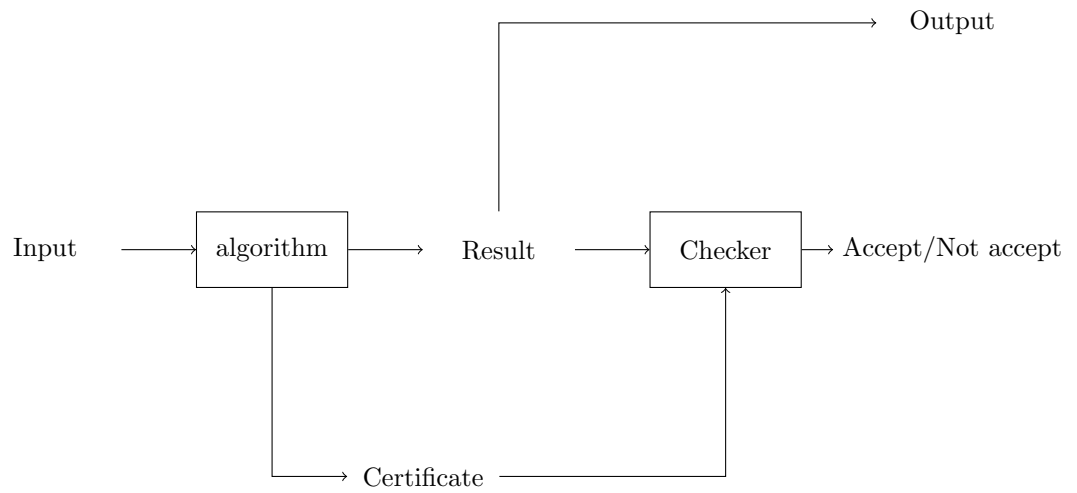 Output
Input
algorithm
Result
Checker
Accept/Not accept
Certificate